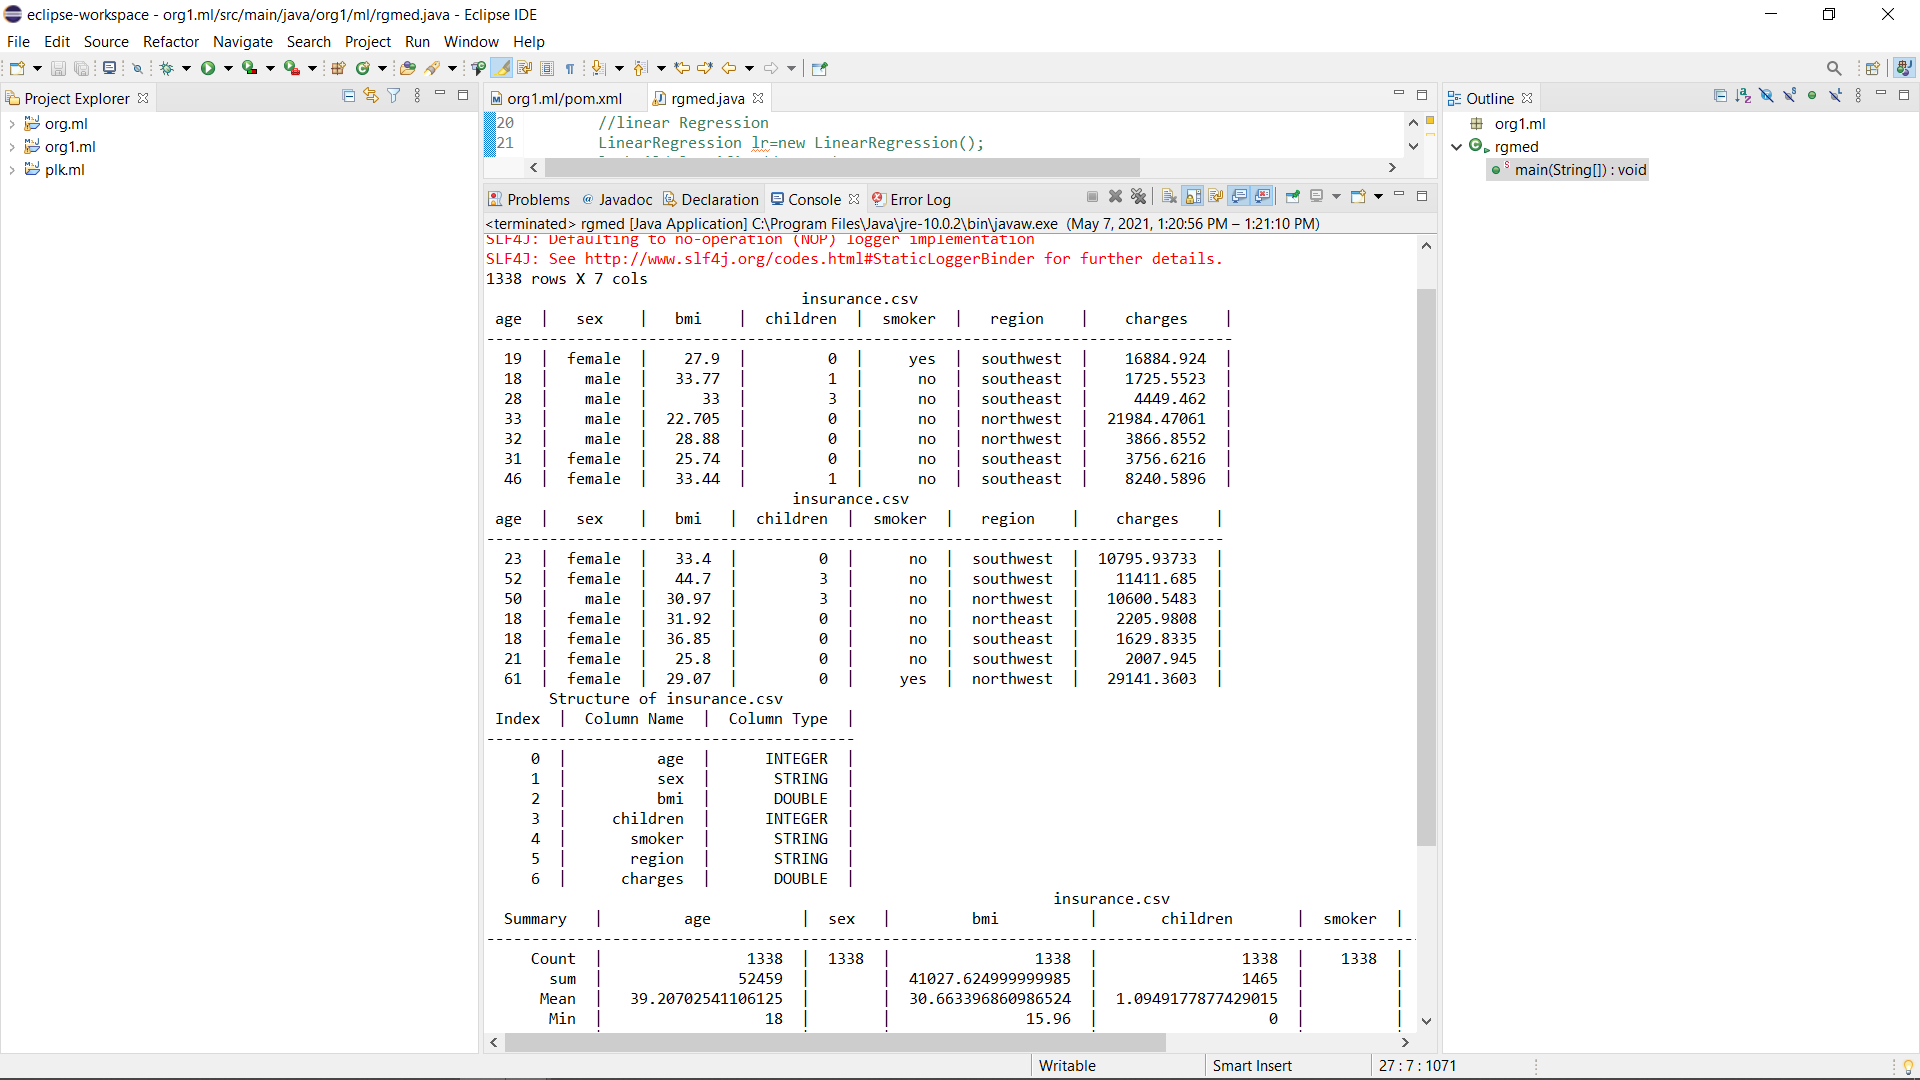 eclipse-workspace - org1.ml/src/main/java/org1/ml/rgmed.java - Eclipse IDE
File Edit Source Refactor Navigate Search Project Run Window Help
Project Explorer
org.ml
org1.ml
plk.ml
org1.ml/pom.xml rgmed.java
20 //linear Regression
21 LinearRegression lr=new LinearRegression();
Problems @ Javadoc Declaration Console Error Log
<terminated> rgmed [Java Application] C:\Program Files\Java\jre-10.0.2\bin\javaw.exe (May 7, 2021, 1:20:56 PM – 1:21:10 PM)
SLF4J: Defaulting to no-operation (NOP) logger implementation
SLF4J: See http://www.slf4j.org/codes.html#StaticLoggerBinder for further details.
1338 rows X 7 cols
insurance.csv
age | sex | bmi | children | smoker | region | charges |
-----------------------------------------------------------------------------------
19 | female | 27.9 | 0 | yes | southwest | 16884.924 |
18 | male | 33.77 | 1 | no | southeast | 1725.5523 |
28 | male | 33 | 3 | no | southeast | 4449.462 |
33 | male | 22.705 | 0 | no | northwest | 21984.47061 |
32 | male | 28.88 | 0 | no | northwest | 3866.8552 |
31 | female | 25.74 | 0 | no | southeast | 3756.6216 |
46 | female | 33.44 | 1 | no | southeast | 8240.5896 |
insurance.csv
age | sex | bmi | children | smoker | region | charges |
----------------------------------------------------------------------------------
23 | female | 33.4 | 0 | no | southwest | 10795.93733 |
52 | female | 44.7 | 3 | no | southwest | 11411.685 |
50 | male | 30.97 | 3 | no | northwest | 10600.5483 |
18 | female | 31.92 | 0 | no | northeast | 2205.9808 |
18 | female | 36.85 | 0 | no | southeast | 1629.8335 |
21 | female | 25.8 | 0 | no | southwest | 2007.945 |
61 | female | 29.07 | 0 | yes | northwest | 29141.3603 |
Structure of insurance.csv
Index | Column Name | Column Type |
-----------------------------------------
0 | age | INTEGER |
1 | sex | STRING |
2 | bmi | DOUBLE |
3 | children | INTEGER |
4 | smoker | STRING |
5 | region | STRING |
6 | charges | DOUBLE |
insurance.csv
Summary | age | sex | bmi | children | smoker |
-------------------------------------------------------------------------------------------------------
Count | 1338 | 1338 | 1338 | 1338 | 1338 |
sum | 52459 | | 41027.624999999985 | 1465 | |
Mean | 39.20702541106125 | | 30.663396860986524 | 1.0949177877429015 | |
Min | 18 | | 15.96 | 0 | |
Outline
org1.ml
rgmed
main(String[]) : void
Writable Smart Insert 27 : 7 : 1071